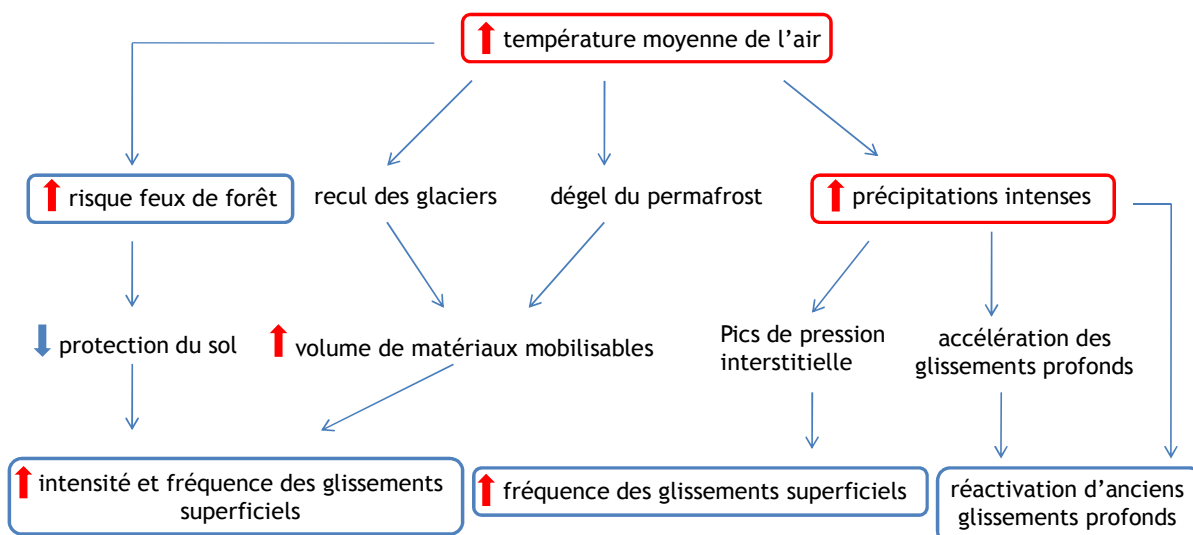 température moyenne de l'air
risque feux de forêt
recul des glaciers
dégel du permafrost
précipitations intenses
protection du sol
volume de matériaux mobilisables
Pics de pression
interstitielle
accélération des
glissements profonds
intensité et fréquence des glissements
superficiels
fréquence des glissements superficiels
réactivation d'anciens
glissements profonds